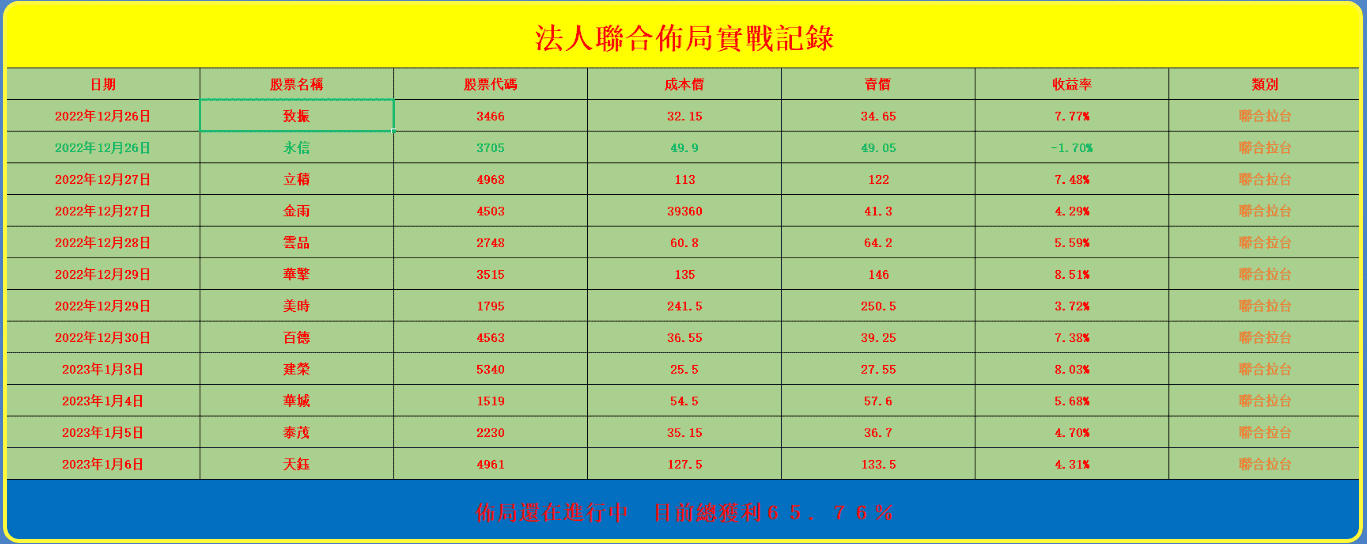 法人聯合佈局實戰記錄
日期 股票名稱 股票代碼 成本價 賣價 收益率 類別
2022年12月26日 致振 3466 32.15 34.65 7.77% 聯合拉台
2022年12月26日 永信 3705 49.9 49.05 -1.70% 聯合拉台
2022年12月27日 立積 4968 113 122 7.48% 聯合拉台
2022年12月27日 金雨 4503 39360 41.3 4.29% 聯合拉台
2022年12月28日 雲品 2748 60.8 64.2 5.59% 聯合拉台
2022年12月29日 華擎 3515 135 146 8.51% 聯合拉台
2022年12月29日 美時 1795 241.5 250.5 3.72% 聯合拉台
2022年12月30日 百德 4563 36.55 39.25 7.38% 聯合拉台
2023年1月3日 建榮 5340 25.5 27.55 8.03% 聯合拉台
2023年1月4日 華城 1519 54.5 57.6 5.68% 聯合拉台
2023年1月5日 泰茂 2230 35.15 36.7 4.70% 聯合拉台
2023年1月6日 天鈺 4961 127.5 133.5 4.31% 聯合拉台
佈局還在進行中　目前總獲利６５．７６％